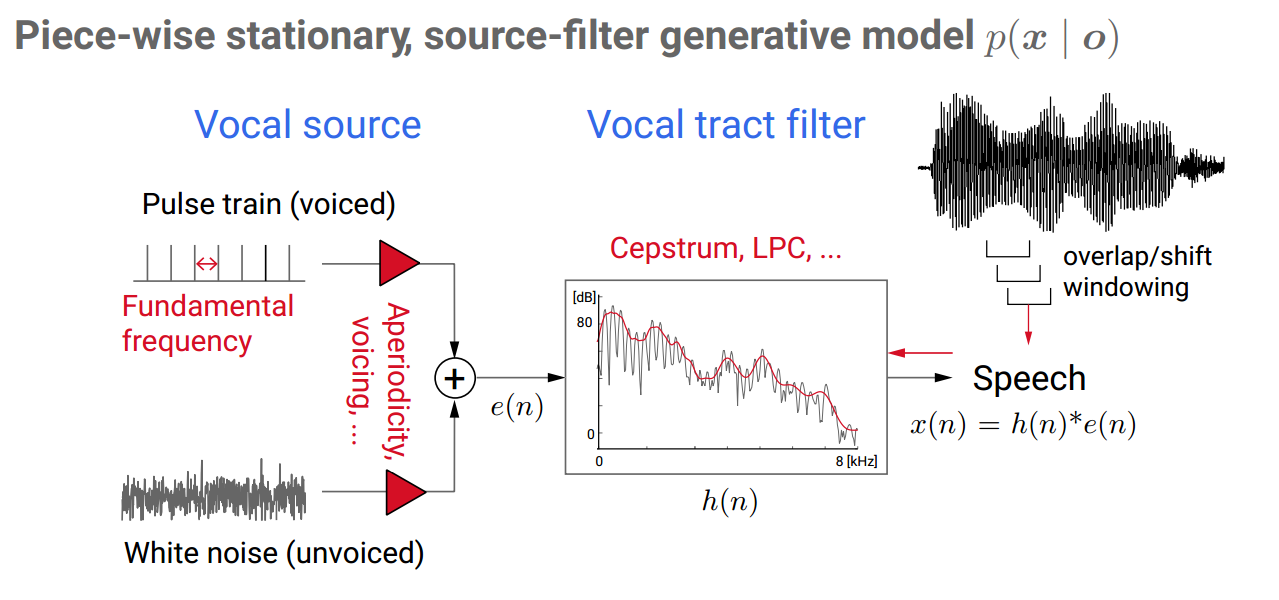 Piece-wise stationary, source-filter generative model p(x | o)
Vocal source
Vocal tract filter
Pulse train (voiced)
Fundamental
frequency
Aperiodicity,
voicing, ...
White noise (unvoiced)
+
e(n)
Cepstrum, LPC, ...
[dB]
80
0
0
8 [kHz]
h(n)
overlap/shift
windowing
Speech
x(n) = h(n)*e(n)